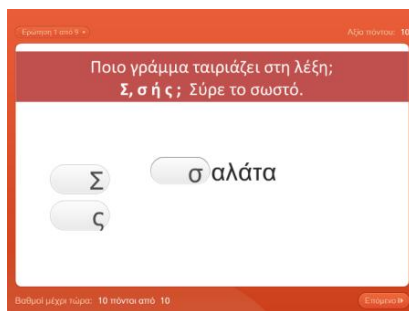 Ερώτηση 1 από 9
Αξία πόντου: 10
Ποιο γράμμα ταιριάζει στη λέξη;
Σ, σ ή ς ; Σύρε το σωστό.
Σ
σαλάτα
ς
Βαθμοί μέχρι τώρα: 10 πόντοι από 10
Επόμενο